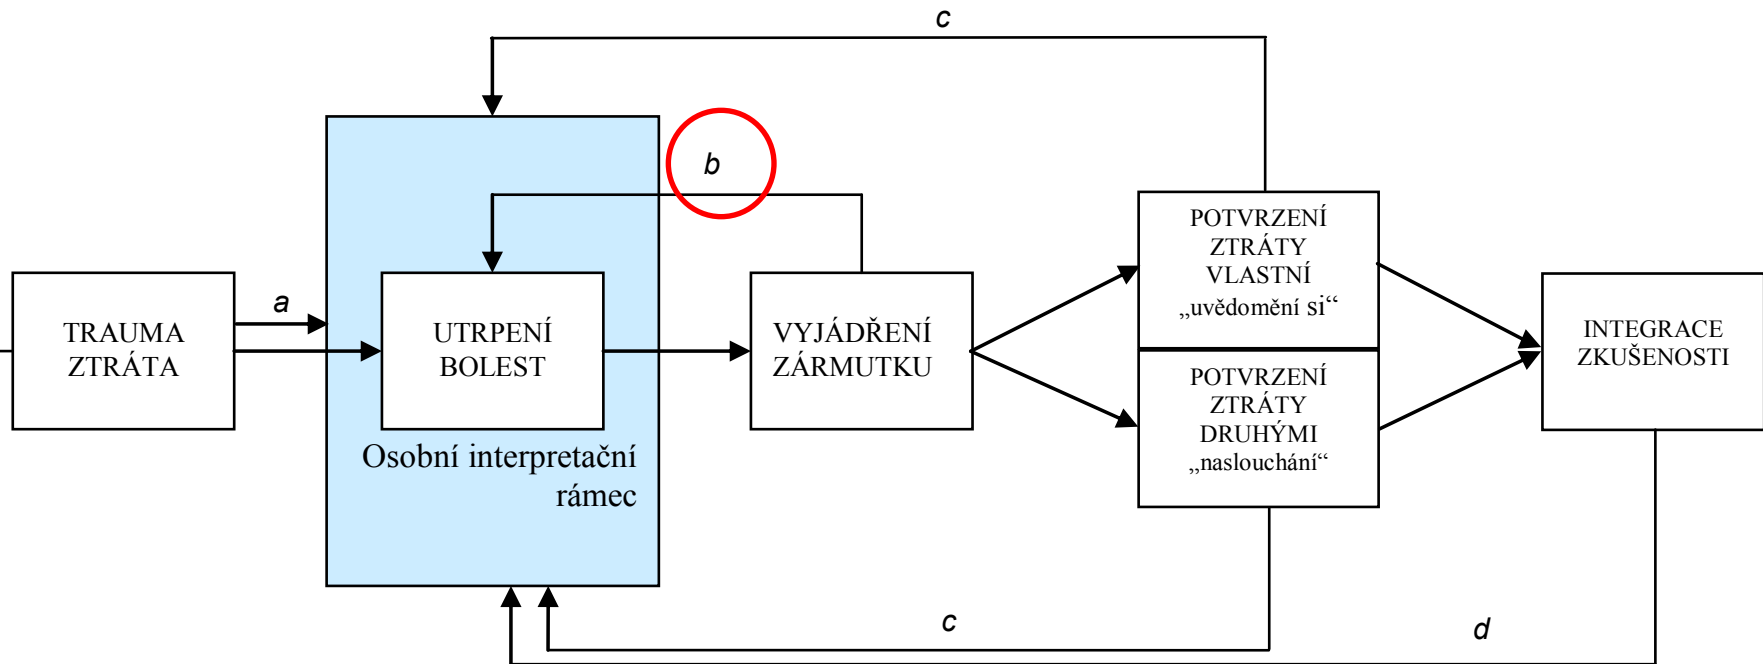 c
b
a
TRAUMA
ZTRÁTA
UTRPENÍ
BOLEST
Osobní interpretační
rámec
VYJÁDŘENÍ
ZÁRMUTKU
POTVRZENÍ
ZTRÁTY
VLASTNÍ
„uvědomění si“
POTVRZENÍ
ZTRÁTY
DRUHÝMI
„naslouchání“
INTEGRACE
ZKUŠENOSTI
c
d